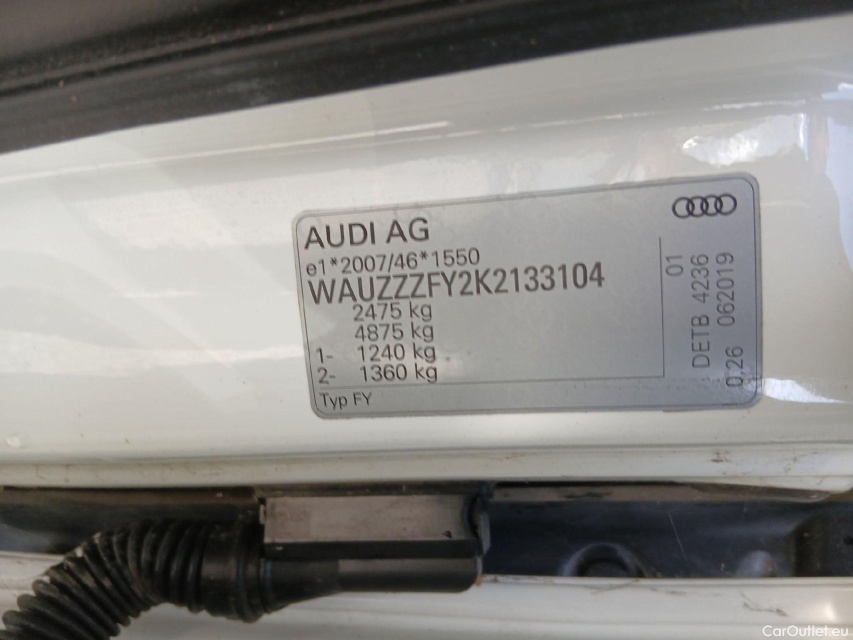 AUDI AG
e1*2007/46*1550
WAUZZZFY2K2133104
2475 kg
4875 kg
1- 1240 kg
2- 1360 kg
Typ FY
01
DETB 4236
0,26 062019
CarOutlet.eu